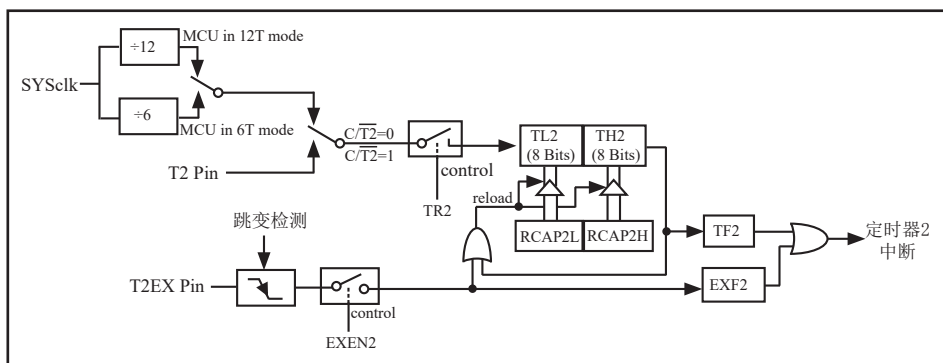 ÷12
MCU in 12T mode
SYSclk
÷6
MCU in 6T mode
T2 Pin
C/T2=0
C/T2=1
control
TR2
TL2
(8 Bits)
TH2
(8 Bits)
reload
RCAP2L
RCAP2H
TF2
定时器2
中断
跳变检测
T2EX Pin
control
EXEN2
EXF2